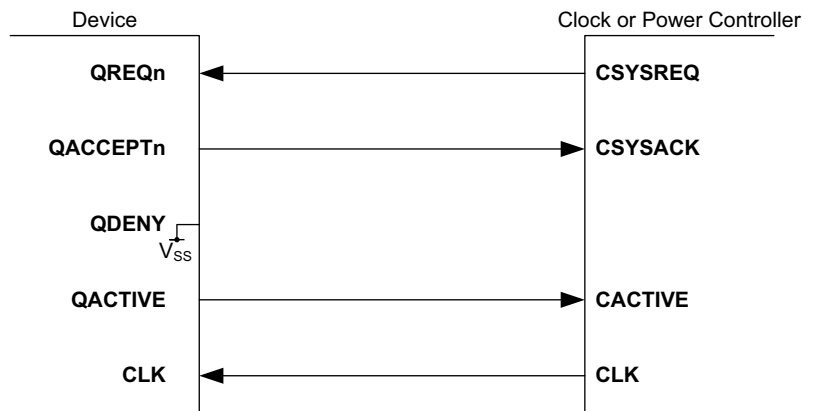 Device
Clock or Power Controller
QREQn
CSYSREQ
QACCEPTn
CSYSACK
QDENY
VSS
QACTIVE
CACTIVE
CLK
CLK